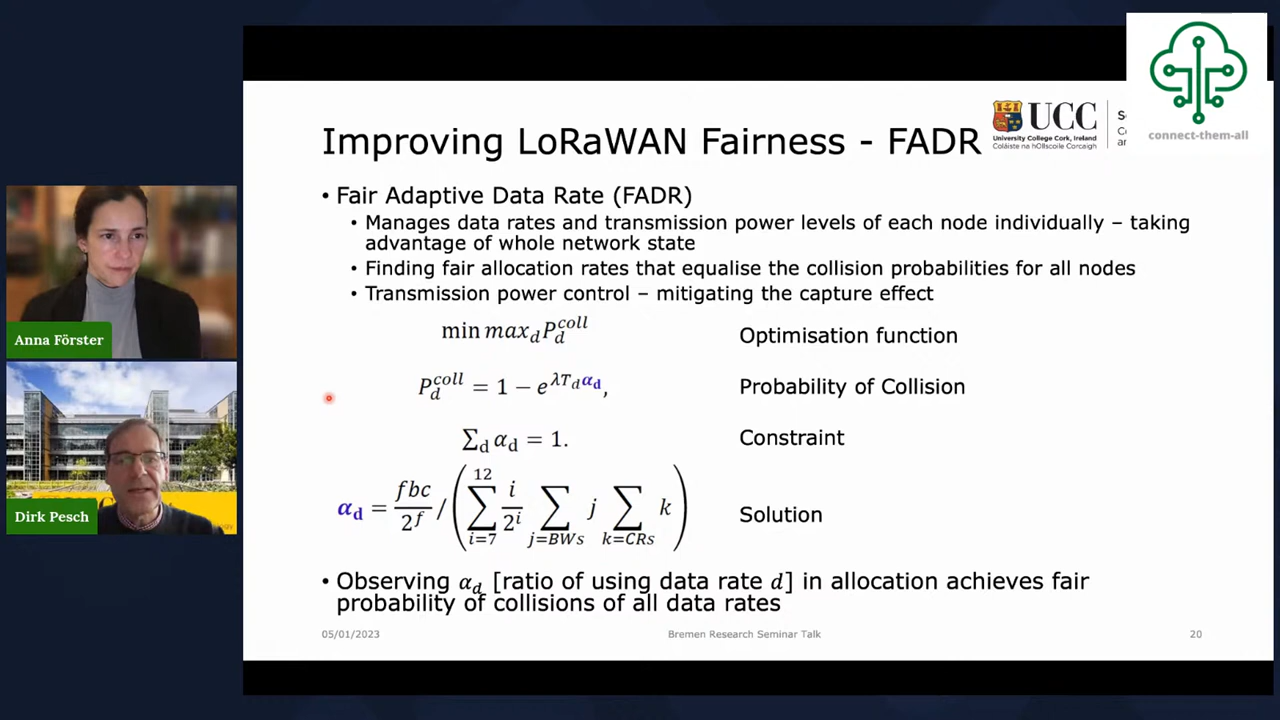 connect-them-all
UCC
University College Cork, Ireland
Coláiste na hOllscoile Corcaigh
Improving LoRaWAN Fairness - FADR
• Fair Adaptive Data Rate (FADR)
• Manages data rates and transmission power levels of each node individually – taking
advantage of whole network state
• Finding fair allocation rates that equalise the collision probabilities for all nodes
• Transmission power control – mitigating the capture effect
min max_d P_d^{coll} Optimisation function
P_d^{coll} = 1 − e^{λT_d α_d}, Probability of Collision
∑_d α_d = 1. Constraint
α_d = fbc/2^f / (∑_{i=7}^{12} i/2^i ∑_{j=BWs} j ∑_{k=CRs} k) Solution
• Observing α_d [ratio of using data rate d] in allocation achieves fair
probability of collisions of all data rates
05/01/2023 Bremen Research Seminar Talk 20
Anna Förster
Dirk Pesch